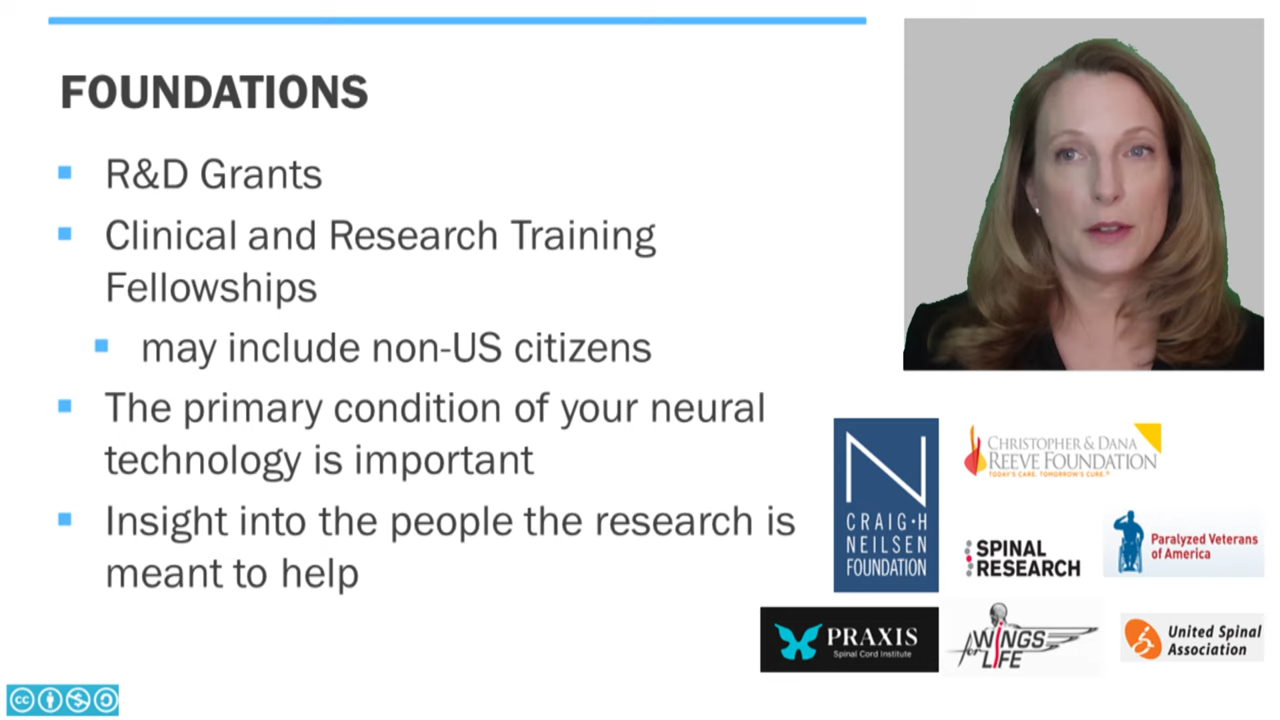 FOUNDATIONS
R&D Grants
Clinical and Research Training
Fellowships
may include non-US citizens
The primary condition of your neural
technology is important
Insight into the people the research is
meant to help
N
CRAIG·H
NEILSEN
FOUNDATION
CHRISTOPHER & DANA
REEVE FOUNDATION
TODAY'S CARE. TOMORROW'S CURE.®
SPINAL
RESEARCH
Paralyzed Veterans
of America
PRAXIS
Spinal Cord Institute
WINGS
for LIFE
United Spinal
Association
cc